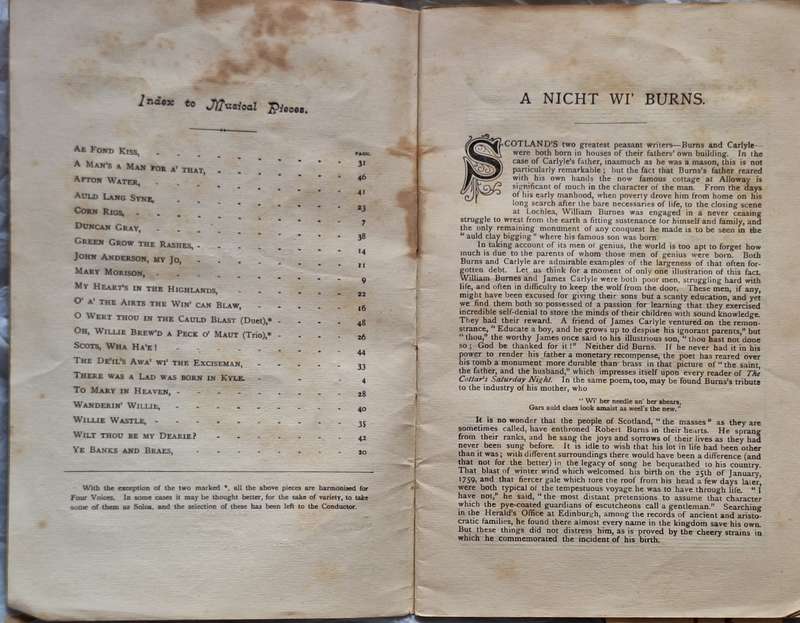 Index to Musical Pieces.
PAGE.
AE FOND KISS, 31
A MAN'S A MAN FOR A' THAT, 46
AFTON WATER, 41
AULD LANG SYNE, 23
CORN RIGS, 7
DUNCAN GRAY, 38
GREEN GROW THE RASHES, 14
JOHN ANDERSON, MY JO, 11
MARY MORISON, 9
MY HEART'S IN THE HIGHLANDS, 22
O' A' THE AIRTS THE WIN' CAN BLAW, 16
O WERT THOU IN THE CAULD BLAST (Duet),* 48
OH, WILLIE BREW'D A PECK O' MAUT (Trio),* 26
SCOTS, WHA HA'E! 44
THE DE'IL'S AWA' WI' THE EXCISEMAN, 33
THERE WAS A LAD WAS BORN IN KYLE. 4
TO MARY IN HEAVEN, 28
WANDERIN' WILLIE, 40
WILLIE WASTLE, 35
WILT THOU BE MY DEARIE? 42
YE BANKS AND BRAES, 20
With the exception of the two marked *, all the above pieces are harmonised for
Four Voices. In some cases it may be thought better, for the sake of variety, to take
some of them as Solos, and the selection of these has been left to the Conductor.
A NICHT WI' BURNS.
SCOTLAND'S two greatest peasant writers—Burns and Carlyle—
were both born in houses of their fathers' own building. In the
case of Carlyle's father, inasmuch as he was a mason, this is not
particularly remarkable; but the fact that Burns's father reared
with his own hands the now famous cottage at Alloway is
significant of much in the character of the man. From the days
of his early manhood, when poverty drove him from home on his
long search after the bare necessaries of life, to the closing scene
at Lochlea, William Burnes was engaged in a never ceasing
struggle to wrest from the earth a fitting sustenance for himself and family, and
the only remaining monument of any conquest he made is to be seen in the
"auld clay bigging" where his famous son was born
In taking account of its men of genius, the world is too apt to forget how
much is due to the parents of whom those men of genius were born. Both
Burns and Carlyle are admirable examples of the largeness of that often for-
gotten debt. Let us think for a moment of only one illustration of this fact.
William Burnes and James Carlyle were both poor men, struggling hard with
life, and often in difficulty to keep the wolf from the door. These men, if any,
might have been excused for giving their sons but a scanty education, and yet
we find them both so possessed of a passion for learning that they exercised
incredible self-denial to store the minds of their children with sound knowledge.
They had their reward. A friend of James Carlyle ventured on the remon-
strance, "Educate a boy, and he grows up to despise his ignorant parents," but
"thou," the worthy James once said to his illustrious son, "thou hast not done
so; God be thanked for it!" Neither did Burns. If he never had it in his
power to render his father a monetary recompense, the poet has reared over
his tomb a monument more durable than brass in that picture of "the saint,
the father, and the husband," which impresses itself upon every reader of The
Cottar's Saturday Night. In the same poem, too, may be found Burns's tribute
to the industry of his mother, who
"Wi' her needle an' her shears,
Gars auld claes look amaist as weel's the new."
It is no wonder that the people of Scotland, "the masses" as they are
sometimes called, have enthroned Robert Burns in their hearts. He sprang
from their ranks, and he sang the joys and sorrows of their lives as they had
never been sung before. It is idle to wish that his lot in life had been other
than it was; with different surroundings there would have been a difference (and
that not for the better) in the legacy of song he bequeathed to his country.
That blast of winter wind which welcomed his birth on the 25th of January,
1759, and that fiercer gale which tore the roof from his head a few days later,
were both typical of the tempestuous voyage he was to have through life. "I
have not," he said, "the most distant pretensions to assume that character
which the pye-coated guardians of escutcheons call a gentleman." Searching
in the Herald's Office at Edinburgh, among the records of ancient and aristo-
cratic families, he found there almost every name in the kingdom save his own.
But these things did not distress him, as is proved by the cheery strains in
which he commemorated the incident of his birth.